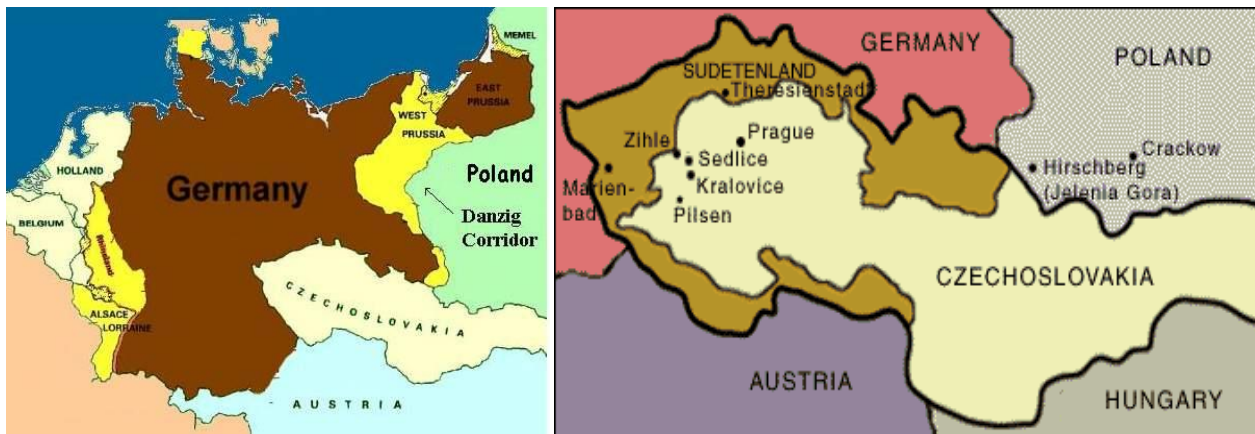 MEMEL
EAST
PRUSSIA
WEST
PRUSSIA
HOLLAND
Germany
Poland
BELGIUM
Danzig
Corridor
Rhineland
CZECHOSLOVAKIA
ALSACE
LORRAINE
AUSTRIA
GERMANY
POLAND
SUDETENLAND
Theresienstadt
Zihle
Prague
Sedlice
Crackow
Hirschberg
(Jelenia Gora)
Marien-
bad
Kralovice
Pilsen
CZECHOSLOVAKIA
AUSTRIA
HUNGARY